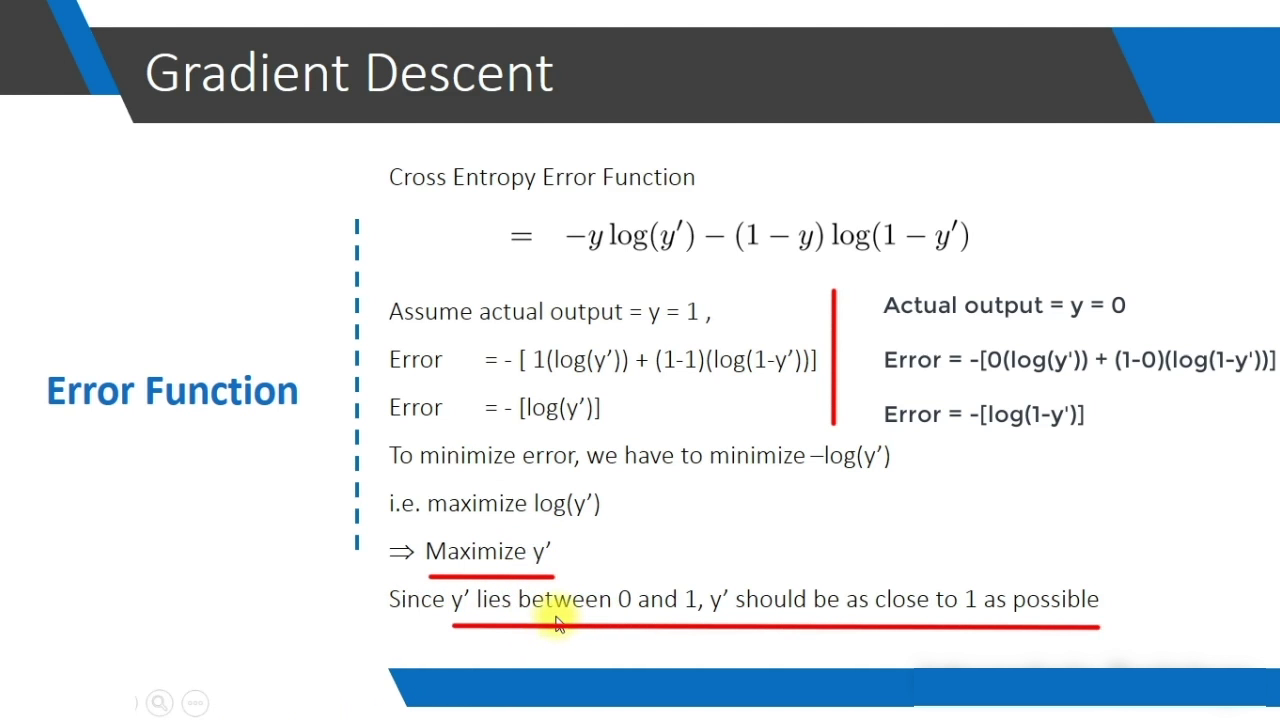 Gradient Descent
Cross Entropy Error Function
= −y log(y′) − (1 − y) log(1 − y′)
Error Function
Assume actual output = y = 1 ,
Error = - [ 1(log(y’)) + (1-1)(log(1-y’))]
Error = - [log(y’)]
Actual output = y = 0
Error = -[0(log(y')) + (1-0)(log(1-y'))]
Error = -[log(1-y')]
To minimize error, we have to minimize –log(y’)
i.e. maximize log(y’)
⇒ Maximize y’
Since y’ lies between 0 and 1, y’ should be as close to 1 as possible